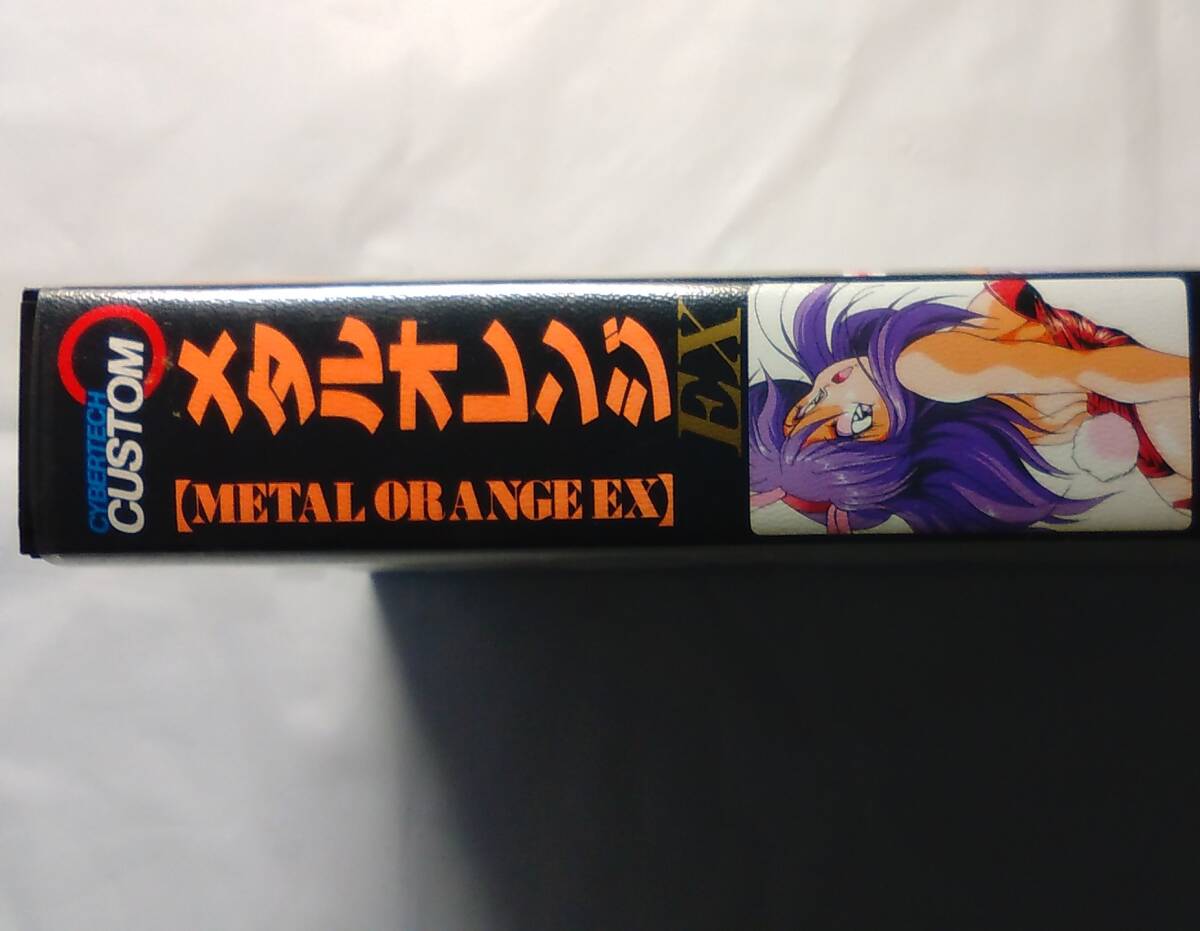 CYBERTECH
CUSTOM
メタルオレンジ
EX
【METAL ORANGE EX】